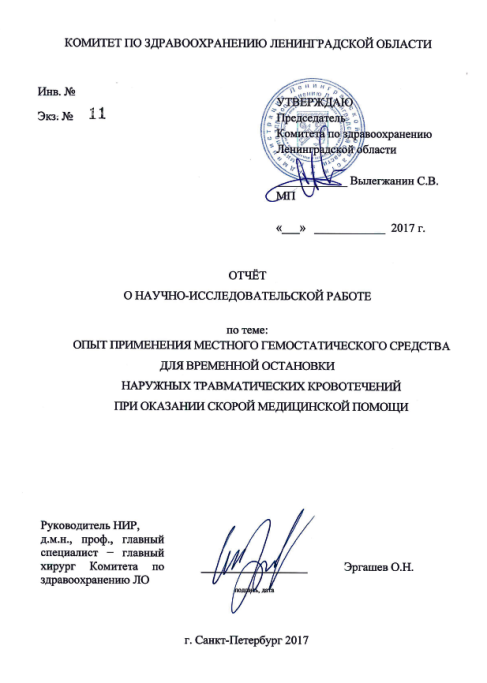 КОМИТЕТ ПО ЗДРАВООХРАНЕНИЮ ЛЕНИНГРАДСКОЙ ОБЛАСТИ
Инв. №
Экз. № 11
УТВЕРЖДАЮ
Председатель
Комитета по здравоохранению
Ленинградской области
Вылегжанин С.В.
МП
«___» ____________ 2017 г.
ОТЧЁТ
О НАУЧНО-ИССЛЕДОВАТЕЛЬСКОЙ РАБОТЕ
по теме:
ОПЫТ ПРИМЕНЕНИЯ МЕСТНОГО ГЕМОСТАТИЧЕСКОГО СРЕДСТВА
ДЛЯ ВРЕМЕННОЙ ОСТАНОВКИ
НАРУЖНЫХ ТРАВМАТИЧЕСКИХ КРОВОТЕЧЕНИЙ
ПРИ ОКАЗАНИИ СКОРОЙ МЕДИЦИНСКОЙ ПОМОЩИ
Руководитель НИР,
д.м.н., проф., главный
специалист – главный
хирург Комитета по
здравоохранению ЛО
Эргашев О.Н.
подпись, дата
г. Санкт-Петербург 2017